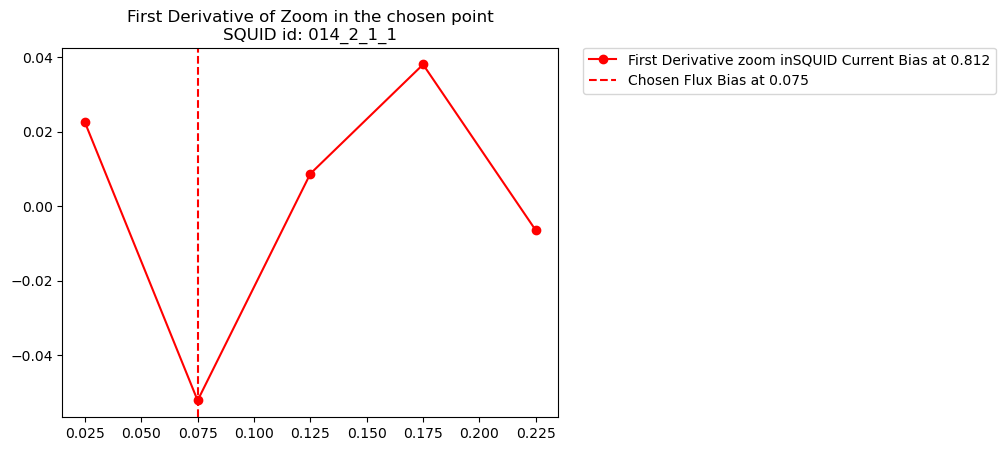 First Derivative of Zoom in the chosen point
SQUID id: 014_2_1_1
First Derivative zoom inSQUID Current Bias at 0.812
Chosen Flux Bias at 0.075
0.04
0.02
0.00
−0.02
−0.04
0.025 0.050 0.075 0.100 0.125 0.150 0.175 0.200 0.225